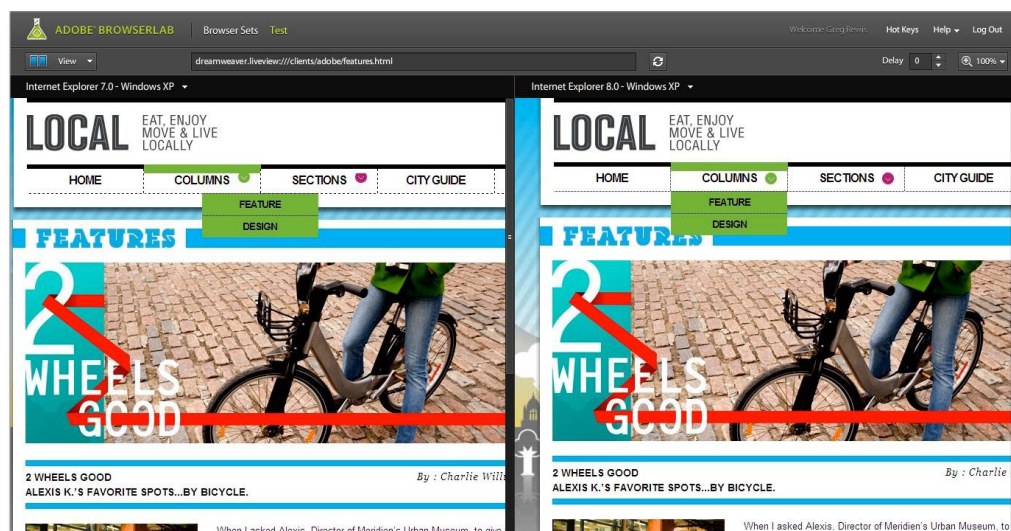 ADOBE® BROWSERLAB Browser Sets Test Welcome Greg Rewis Hot Keys Help Log Out
View dreamweaver.liveview:///clients/adobe/features.html Delay 0 100%
Internet Explorer 7.0 - Windows XP
LOCAL
EAT, ENJOY
MOVE & LIVE
LOCALLY
HOME COLUMNS SECTIONS CITY GUIDE
FEATURE
DESIGN
FEATURES
2
WHEELS
GOOD
2 WHEELS GOOD By : Charlie Willi
ALEXIS K.'S FAVORITE SPOTS...BY BICYCLE.
When I asked Alexis, Director of Meridien's Urban Museum, to give
Internet Explorer 8.0 - Windows XP
LOCAL
EAT, ENJOY
MOVE & LIVE
LOCALLY
HOME COLUMNS SECTIONS CITY GUIDE
FEATURE
DESIGN
FEATURES
2
WHEELS
GOOD
2 WHEELS GOOD By : Charlie
ALEXIS K.'S FAVORITE SPOTS...BY BICYCLE.
When I asked Alexis, Director of Meridien's Urban Museum, to